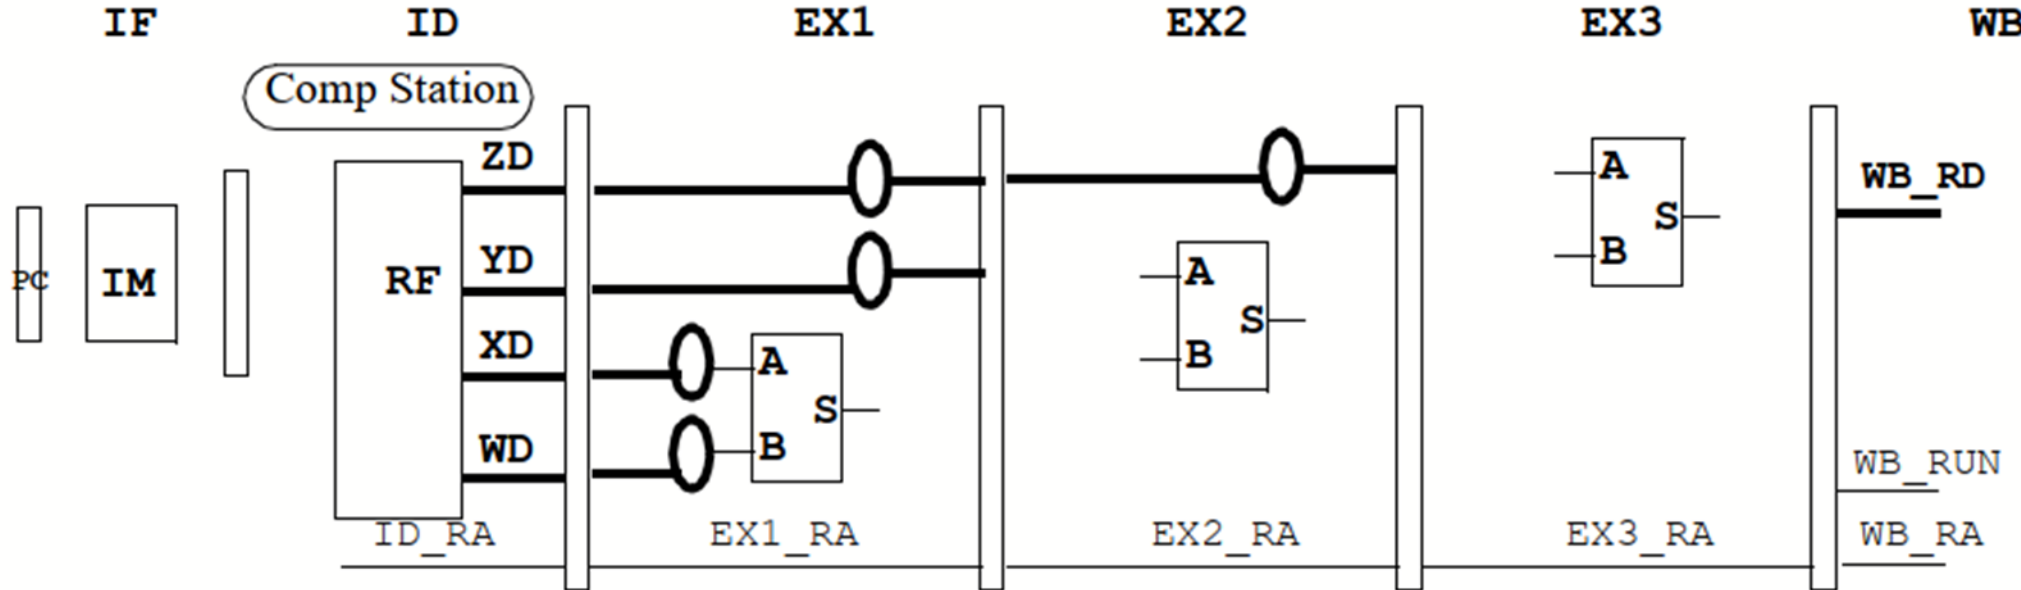 IF ID EX1 EX2 EX3 WB
Comp Station
ZD
YD
XD
WD
PC
IM
RF
A
B
S
A
B
S
A
B
S
WB_RD
WB_RUN
ID_RA EX1_RA EX2_RA EX3_RA WB_RA